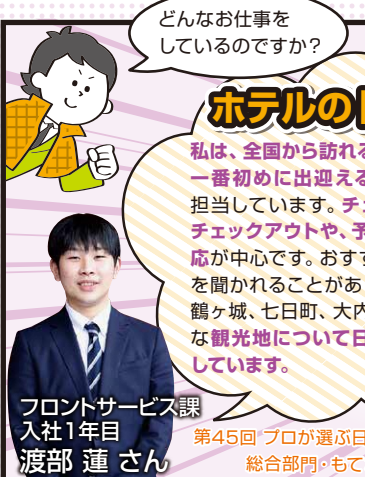 どんなお仕事を
しているのですか？
ホテルの
私は、全国から訪れる
一番初めに出迎える
担当しています。チェ
チェックアウトや、予
応が中心です。おすす
を聞かれることがあ
鶴ヶ城、七日町、大内
な観光地について日
しています。
フロントサービス課
入社1年目
渡部 蓮 さん
第45回 プロが選ぶ日
総合部門・もて